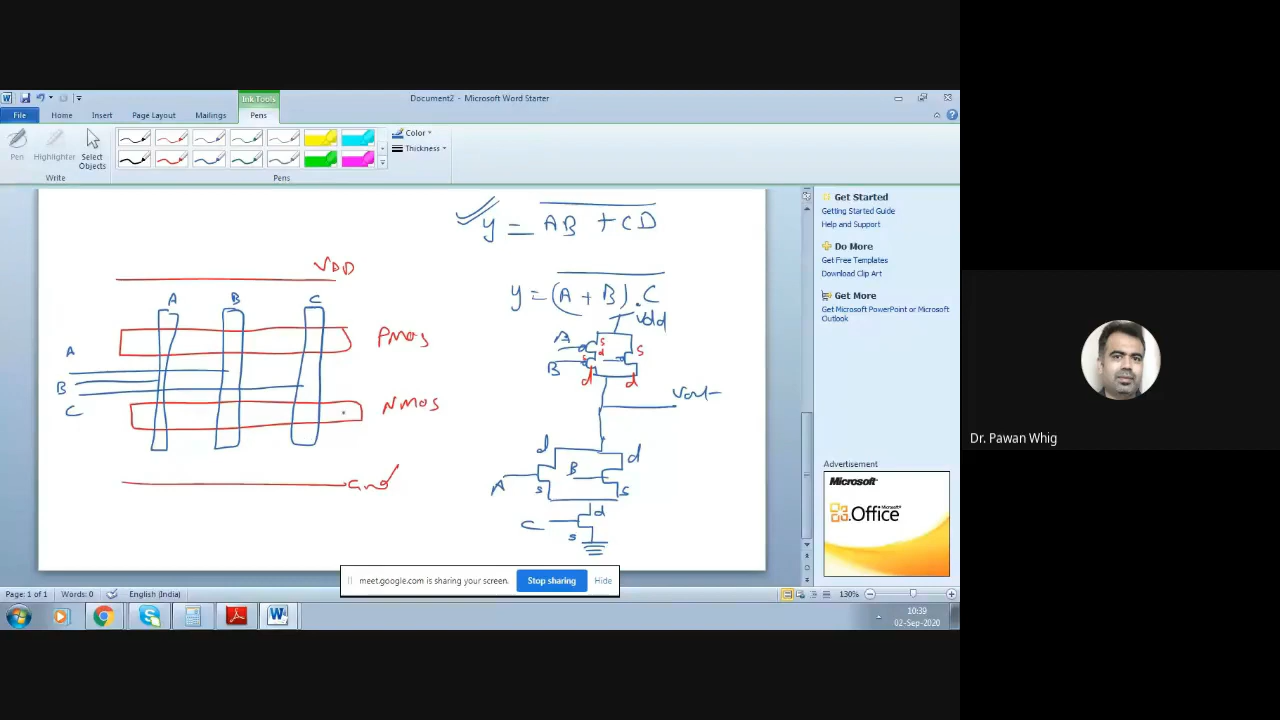 Ink Tools
Document2 - Microsoft Word Starter
File Home Insert Page Layout Mailings Pens
Pen Highlighter Select Objects
Color
Thickness
Write
Pens
y = AB + CD
VDD
A B C
y = (A + B).C
Vdd
PMOS
A
B
s
d
s
s
d
d
A
B
C
NMOS
Vout
d
d
A
B
s
s
C
d
s
Gnd
Get Started
Getting Started Guide
Help and Support
Do More
Get Free Templates
Download Clip Art
Get More
Microsoft PowerPoint or Microsoft Outlook
Advertisement
Microsoft
Microsoft
Office
meet.google.com is sharing your screen.
Stop sharing
Hide
Page: 1 of 1
Words: 0
English (India)
130%
10:39
02-Sep-2020
Dr. Pawan Whig